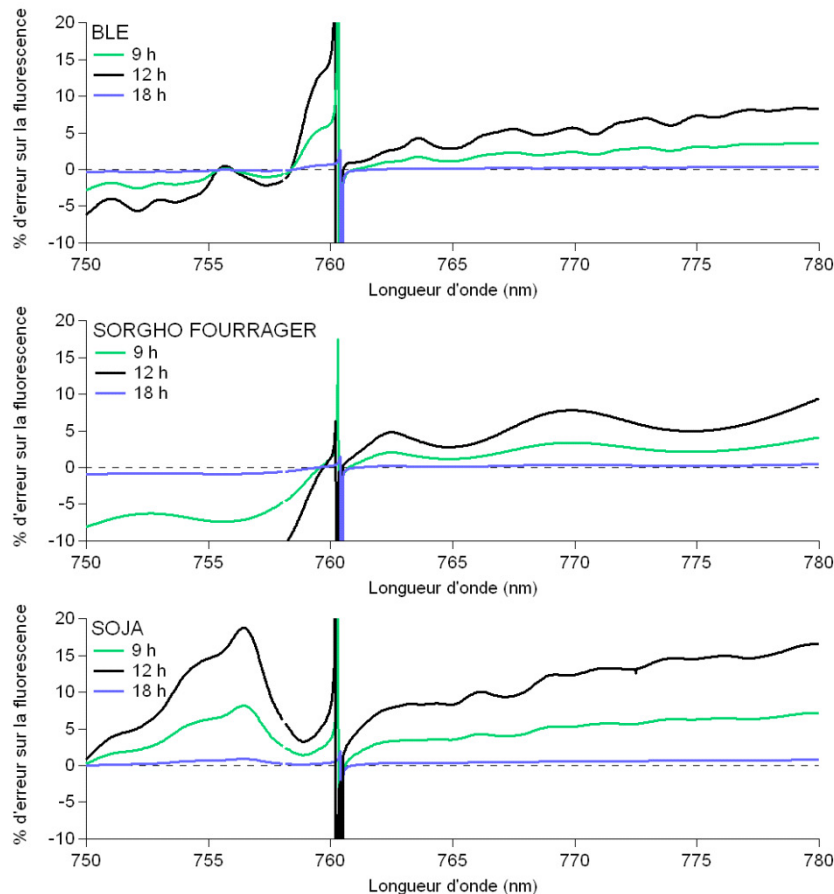 % d'erreur sur la fluorescence
BLE
9 h
12 h
18 h
20
15
10
5
0
-5
-10
750 755 760 765 770 775 780
Longueur d'onde (nm)
% d'erreur sur la fluorescence
SORGHO FOURRAGER
9 h
12 h
18 h
20
15
10
5
0
-5
-10
750 755 760 765 770 775 780
Longueur d'onde (nm)
% d'erreur sur la fluorescence
SOJA
9 h
12 h
18 h
20
15
10
5
0
-5
-10
750 755 760 765 770 775 780
Longueur d'onde (nm)